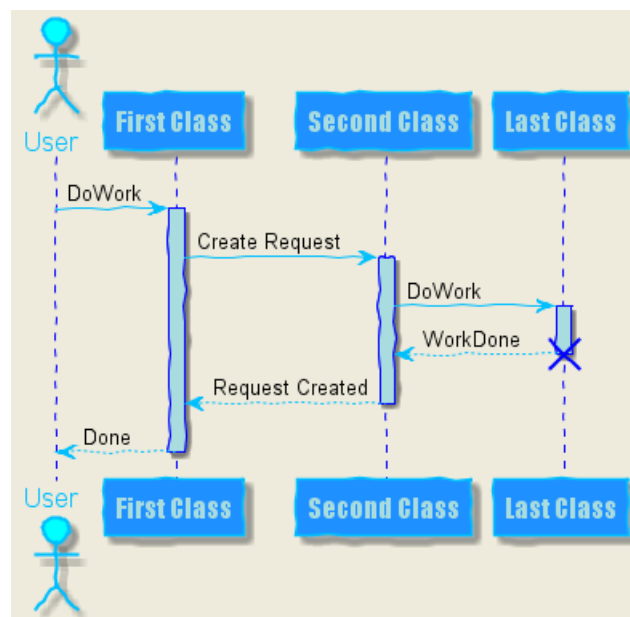 User
First Class
Second Class
Last Class
DoWork
Create Request
DoWork
WorkDone
Request Created
Done
User
First Class
Second Class
Last Class